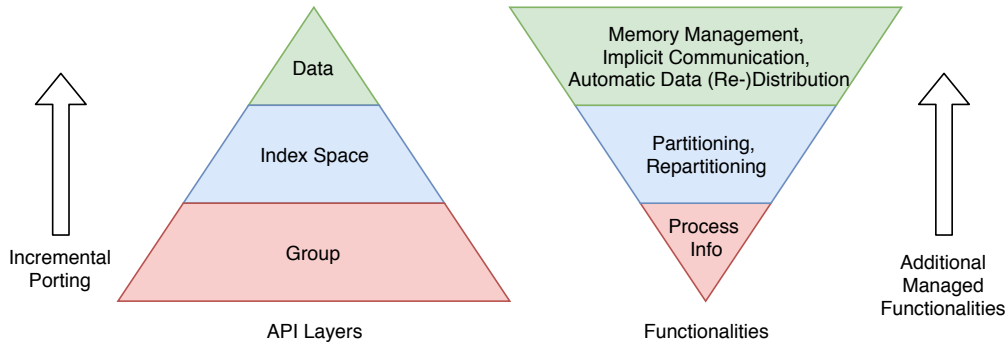 Data
Index Space
Group
Incremental
Porting
API Layers
Memory Management,
Implicit Communication,
Automatic Data (Re-)Distribution
Partitioning,
Repartitioning
Process
Info
Additional
Managed
Functionalities
Functionalities